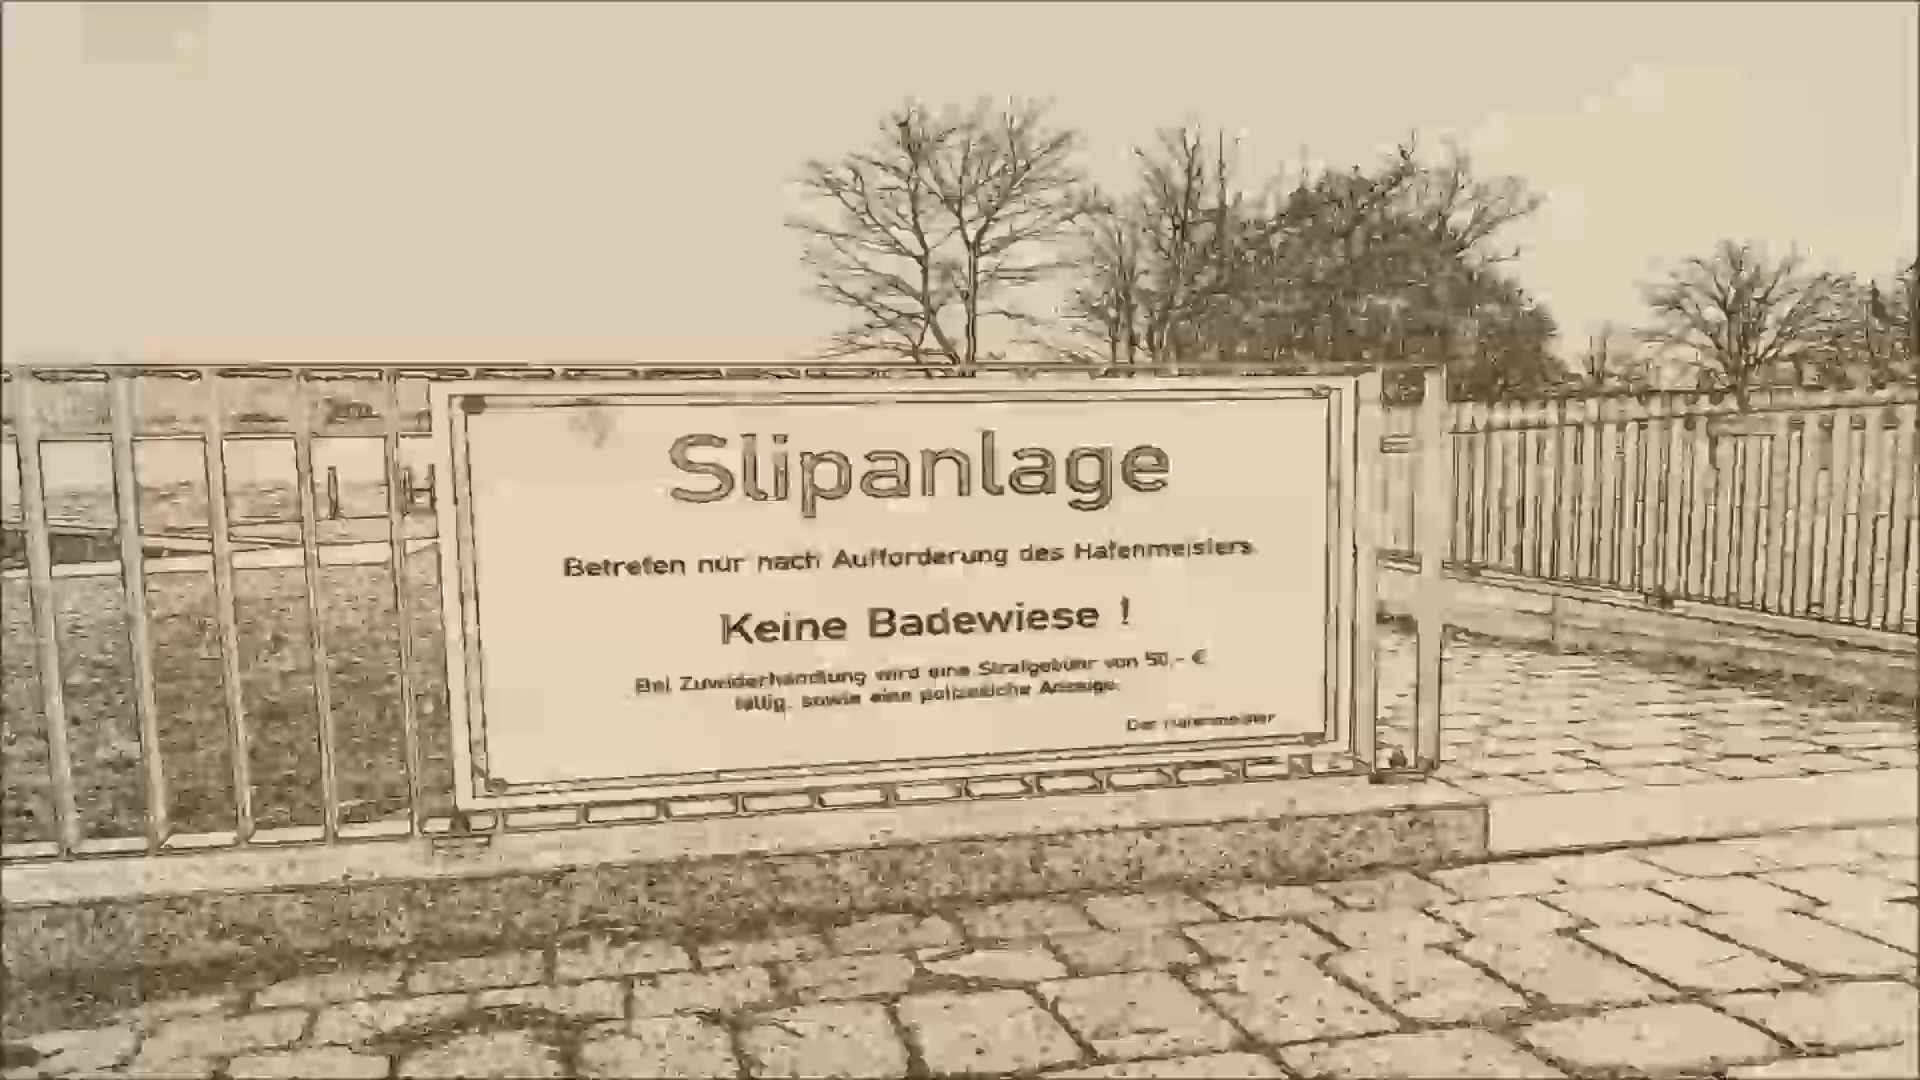 Slipanlage
Betreten nur nach Aufforderung des Hafenmeisters.
Keine Badewiese !
Bei Zuwiderhandlung wird eine Strafgebühr von 50,- €
fällig, sowie eine polizeiliche Anzeige.
Der Hafenmeister